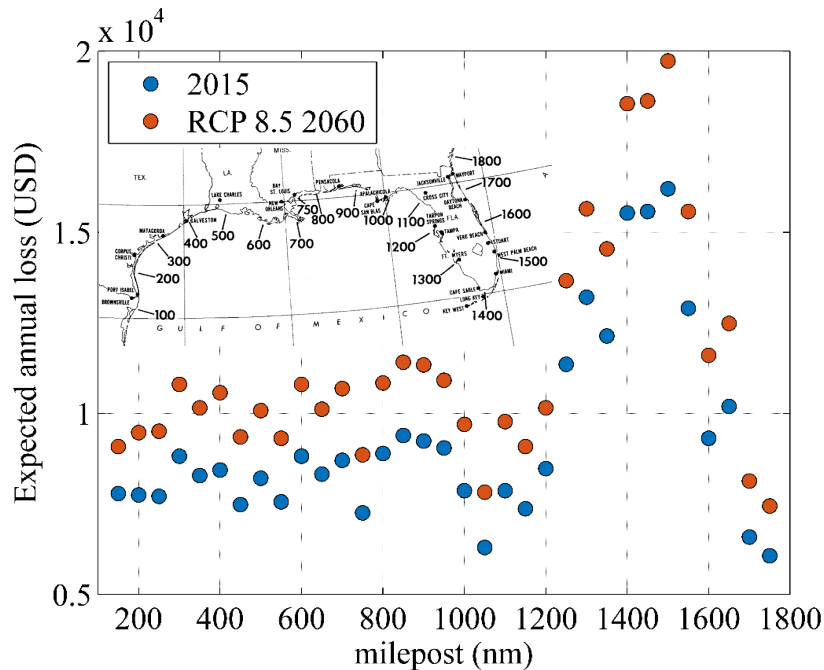 x 10⁴
2
1.5
1
0.5
Expected annual loss (USD)
2015
RCP 8.5 2060
TEX.
LA.
MISS.
LAKE CHARLES
BAY
ST. LOUIS
NEW
ORLEANS
PENSACOLA
APALACHICOLA
CAPE
SAN BLAS
CROSS CITY
JACKSONVILLE
MAYPORT
DAYTONA
BEACH
TARPON
SPRINGS
FLA.
TAMPA
VERO BEACH
STUART
WEST PALM BEACH
FT. MYERS
MIAMI
CAPE SABLE
LONG KEY
KEY WEST
GALVESTON
MATAGORDA
CORPUS
CHRISTI
PORT ISABEL
BROWNSVILLE
GULF OF MEXICO
100
200
300
400
500
600
700
750
800
900
1000
1100
1200
1300
1400
1500
1600
1700
1800
200 400 600 800 1000 1200 1400 1600 1800
milepost (nm)